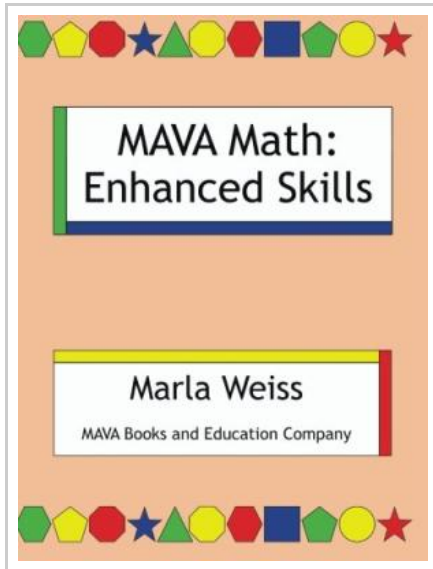 MAVA Math:
Enhanced Skills
Marla Weiss
MAVA Books and Education Company